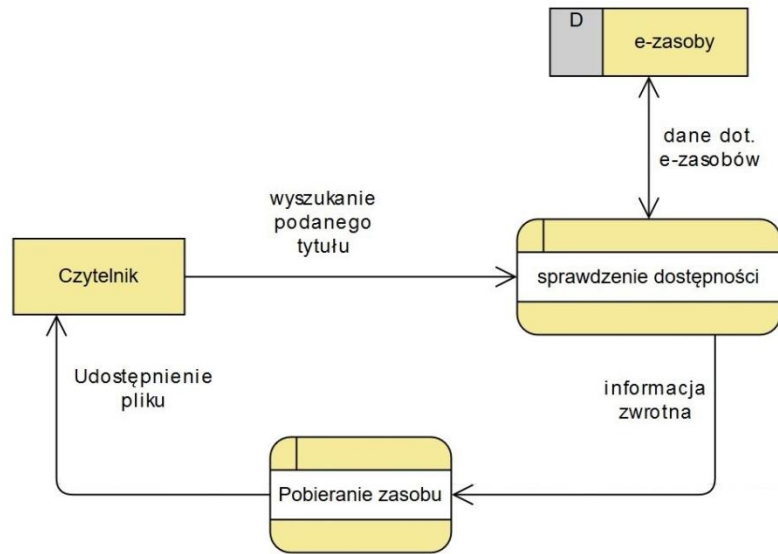 D
e-zasoby
dane dot.
e-zasobów
wyszukanie
podanego
tytułu
Czytelnik
sprawdzenie dostępności
Udostępnienie
pliku
informacja
zwrotna
Pobieranie zasobu